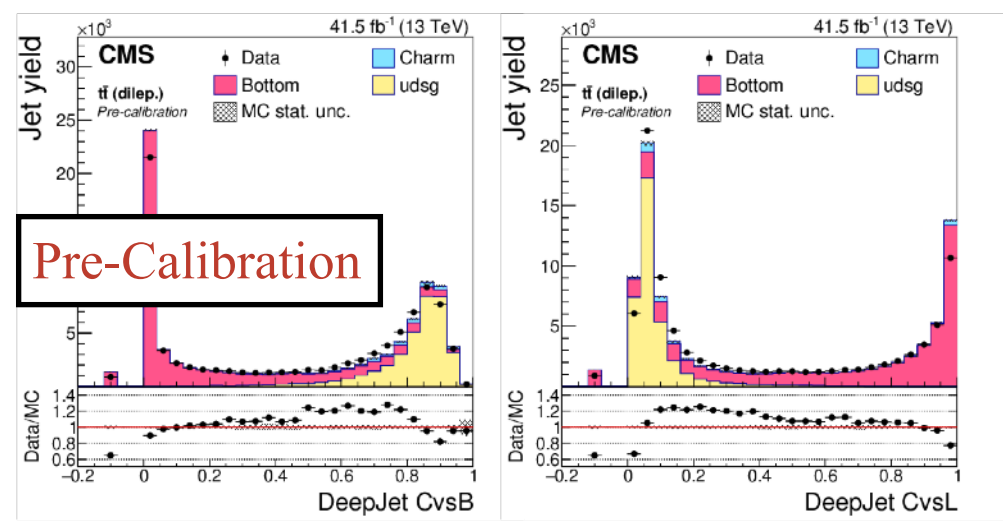 ×10³
41.5 fb⁻¹ (13 TeV)
Jet yield
CMS
Data
Charm
Bottom
udsg
MC stat. unc.
tt̄ (dilep.)
Pre-calibration
30
25
20
5
Pre-Calibration
Data/MC
1.4
1.2
1
0.8
0.6
−0.2
0
0.2
0.4
0.6
0.8
1
DeepJet CvsB
×10³
41.5 fb⁻¹ (13 TeV)
Jet yield
CMS
Data
Charm
Bottom
udsg
MC stat. unc.
tt̄ (dilep.)
Pre-calibration
25
20
15
10
5
Data/MC
1.4
1.2
1
0.8
0.6
−0.2
0
0.2
0.4
0.6
0.8
1
DeepJet CvsL